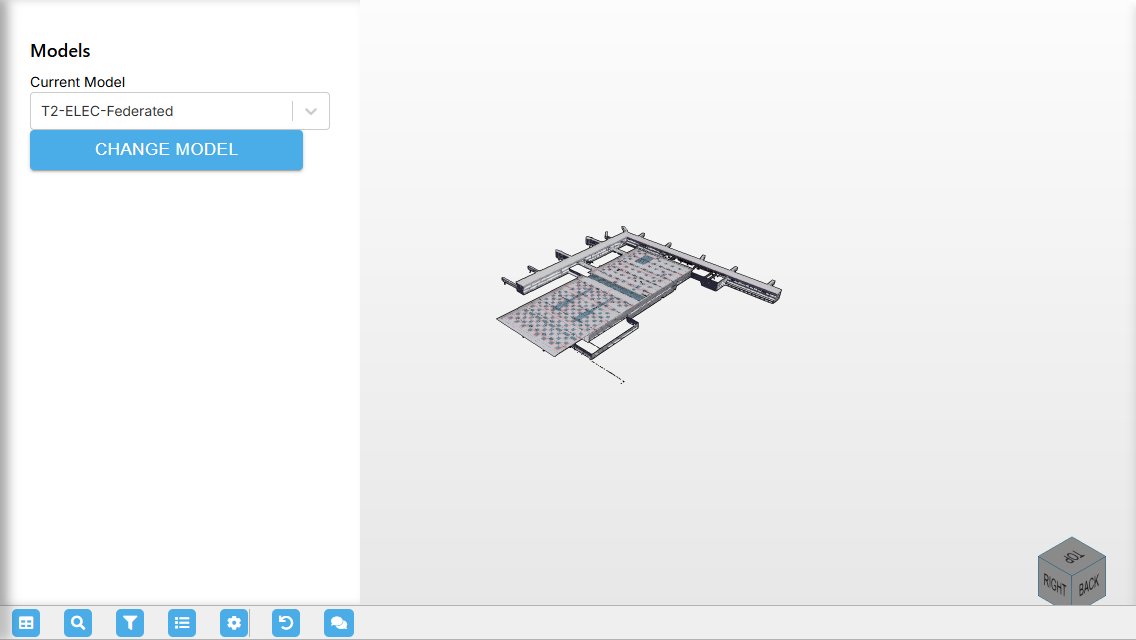 Models
Current Model
T2-ELEC-Federated
CHANGE MODEL
TOP
RIGHT
BACK